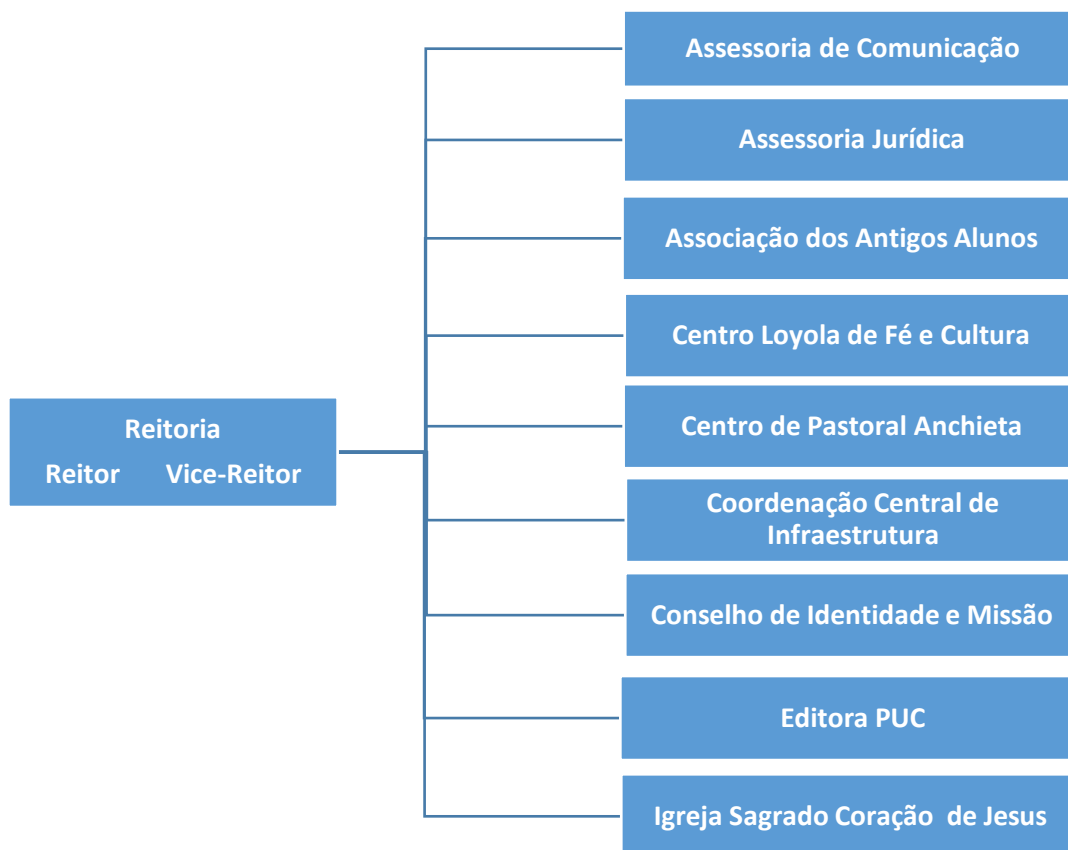 Assessoria de Comunicação
Assessoria Jurídica
Associação dos Antigos Alunos
Centro Loyola de Fé e Cultura
Reitoria
Reitor Vice-Reitor
Centro de Pastoral Anchieta
Coordenação Central de
Infraestrutura
Conselho de Identidade e Missão
Editora PUC
Igreja Sagrado Coração de Jesus